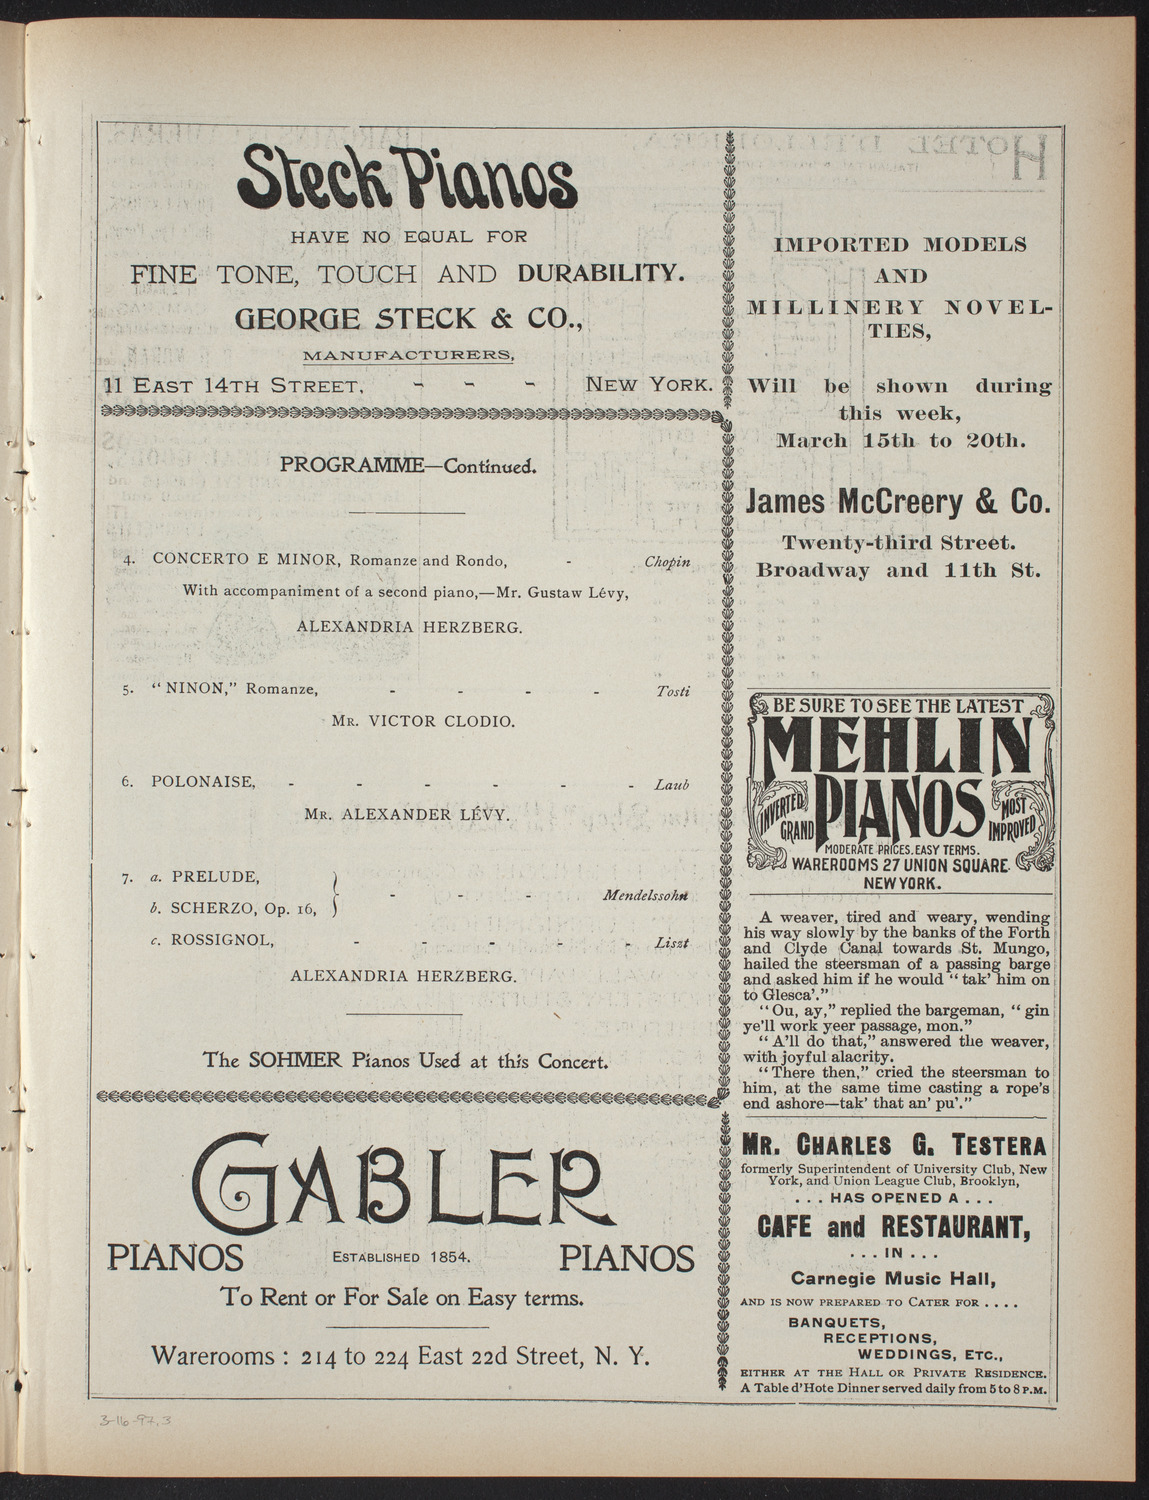 Steck Pianos
HAVE NO EQUAL FOR
FINE TONE, TOUCH AND DURABILITY.
GEORGE STECK & CO.,
MANUFACTURERS,
11 EAST 14TH STREET, - - - NEW YORK.
PROGRAMME—Continued.
4. CONCERTO E MINOR, Romanze and Rondo, - Chopin
With accompaniment of a second piano,—Mr. Gustaw Lévy,
ALEXANDRIA HERZBERG.
5. “NINON,” Romanze, - - - - Tosti
MR. VICTOR CLODIO.
6. POLONAISE, - - - - - - Laub
MR. ALEXANDER LÉVY.
7. a. PRELUDE,
b. SCHERZO, Op. 16, } - - - Mendelssohn
c. ROSSIGNOL, - - - - - Liszt
ALEXANDRIA HERZBERG.
The SOHMER Pianos Used at this Concert.
GABLER
PIANOS ESTABLISHED 1854. PIANOS
To Rent or For Sale on Easy terms.
Warerooms : 214 to 224 East 22d Street, N. Y.
3-16-97,3
IMPORTED MODELS
AND
MILLINERY NOVEL-
TIES,
Will be shown during
this week,
March 15th to 20th.
James McCreery & Co.
Twenty-third Street.
Broadway and 11th St.
BE SURE TO SEE THE LATEST
MEHLIN
INVERTED GRAND PIANOS MOST IMPROVED
MODERATE PRICES. EASY TERMS.
WAREROOMS 27 UNION SQUARE
NEW YORK.
A weaver, tired and weary, wending
his way slowly by the banks of the Forth
and Clyde Canal towards St. Mungo,
hailed the steersman of a passing barge
and asked him if he would “tak’ him on
to Glesca’.”
“Ou, ay,” replied the bargeman, “gin
ye’ll work yeer passage, mon.”
“A’ll do that,” answered the weaver,
with joyful alacrity.
“There then,” cried the steersman to
him, at the same time casting a rope’s
end ashore—tak’ that an’ pu’.”
MR. CHARLES G. TESTERA
formerly Superintendent of University Club, New
York, and Union League Club, Brooklyn,
. . . HAS OPENED A . . .
CAFE and RESTAURANT,
. . . IN . . .
Carnegie Music Hall,
AND IS NOW PREPARED TO CATER FOR . . . .
BANQUETS,
RECEPTIONS,
WEDDINGS, ETC.,
EITHER AT THE HALL OR PRIVATE RESIDENCE.
A Table d’Hote Dinner served daily from 5 to 8 P.M.